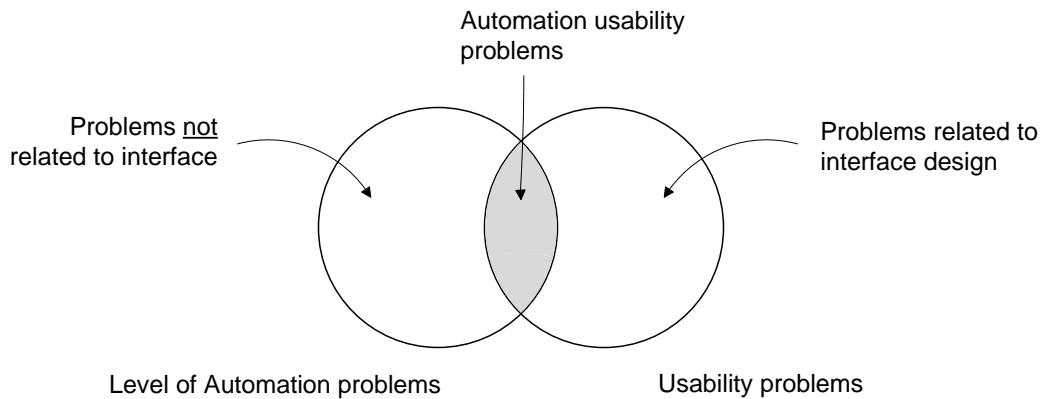 Automation usability
problems
Problems not
related to interface
Problems related to
interface design
Level of Automation problems
Usability problems